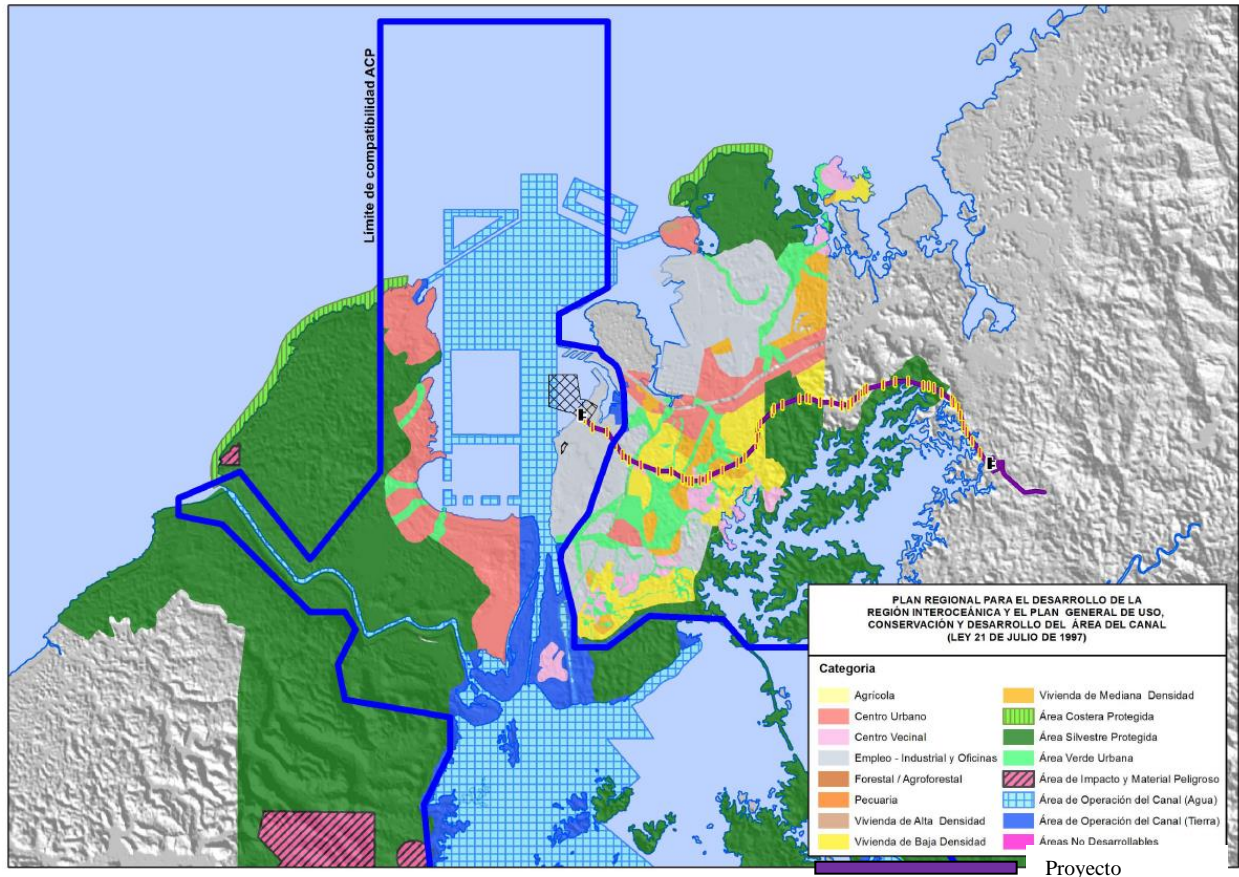 Límite de compatibilidad ACP
PLAN REGIONAL PARA EL DESARROLLO DE LA
REGIÓN INTEROCEÁNICA Y EL PLAN GENERAL DE USO,
CONSERVACIÓN Y DESARROLLO DEL ÁREA DEL CANAL
(LEY 21 DE JULIO DE 1997)
Categoria
Agrícola
Centro Urbano
Centro Vecinal
Empleo - Industrial y Oficinas
Forestal / Agroforestal
Pecuaria
Vivienda de Alta Densidad
Vivienda de Baja Densidad
Vivienda de Mediana Densidad
Área Costera Protegida
Área Silvestre Protegida
Área Verde Urbana
Área de Impacto y Material Peligroso
Área de Operación del Canal (Agua)
Área de Operación del Canal (Tierra)
Áreas No Desarrollables
Proyecto